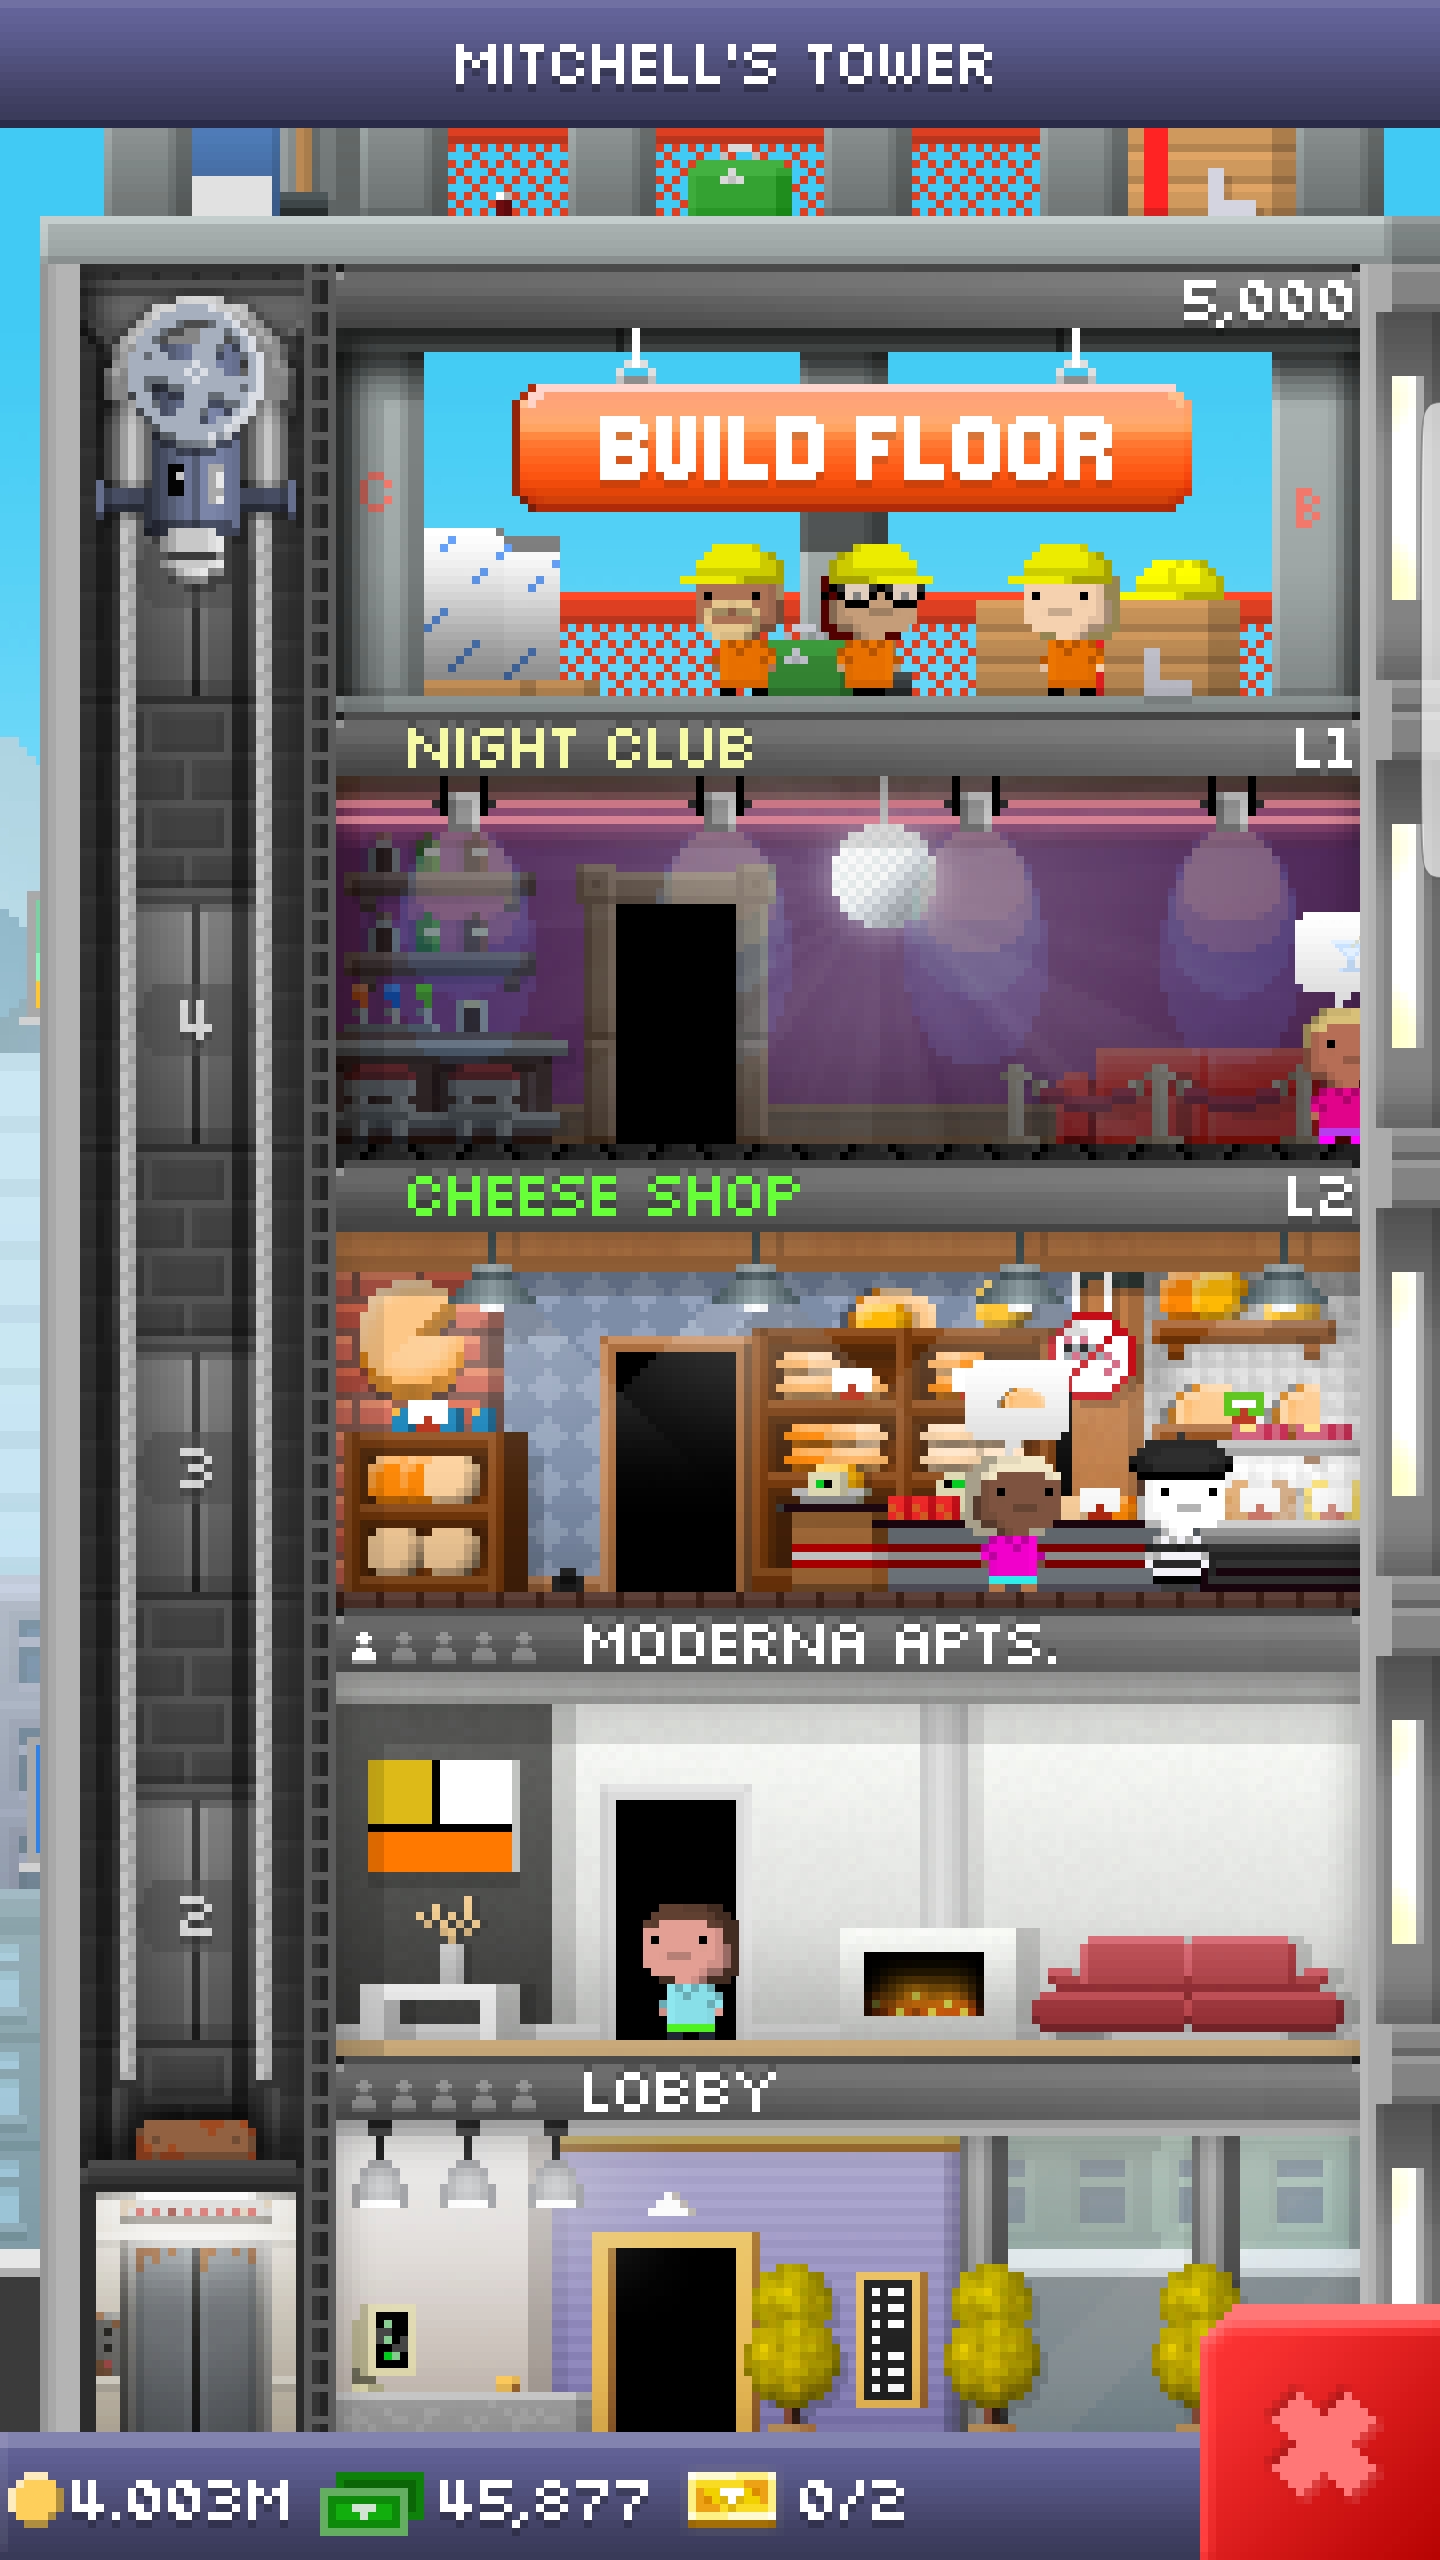 MITCHELL'S TOWER
5,000
BUILD FLOOR
C
B
NIGHT CLUB L1
4
CHEESE SHOP L2
3
MODERNA APTS.
2
LOBBY
4.003M 45,877 0/2